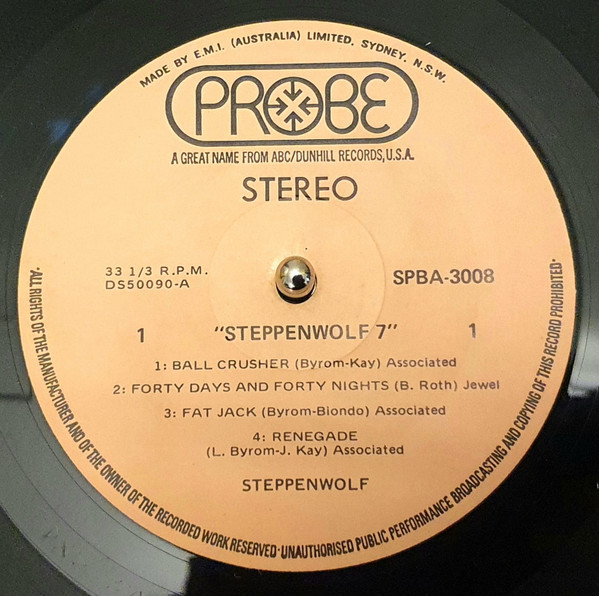 MADE BY E.M.I. (AUSTRALIA) LIMITED, SYDNEY, N.S.W.
PROBE
A GREAT NAME FROM ABC/DUNHILL RECORDS, U.S.A.
STEREO
33 1/3 R.P.M.
DS50090-A
SPBA-3008
1 "STEPPENWOLF 7" 1
1: BALL CRUSHER (Byrom-Kay) Associated
2: FORTY DAYS AND FORTY NIGHTS (B. Roth) Jewel
3: FAT JACK (Byrom-Biondo) Associated
4: RENEGADE
(L. Byrom-J. Kay) Associated
STEPPENWOLF
·ALL RIGHTS OF THE MANUFACTURER AND OF THE OWNER OF THE RECORDED WORK RESERVED·UNAUTHORISED PUBLIC PERFORMANCE BROADCASTING AND COPYING OF THIS RECORD PROHIBITED·